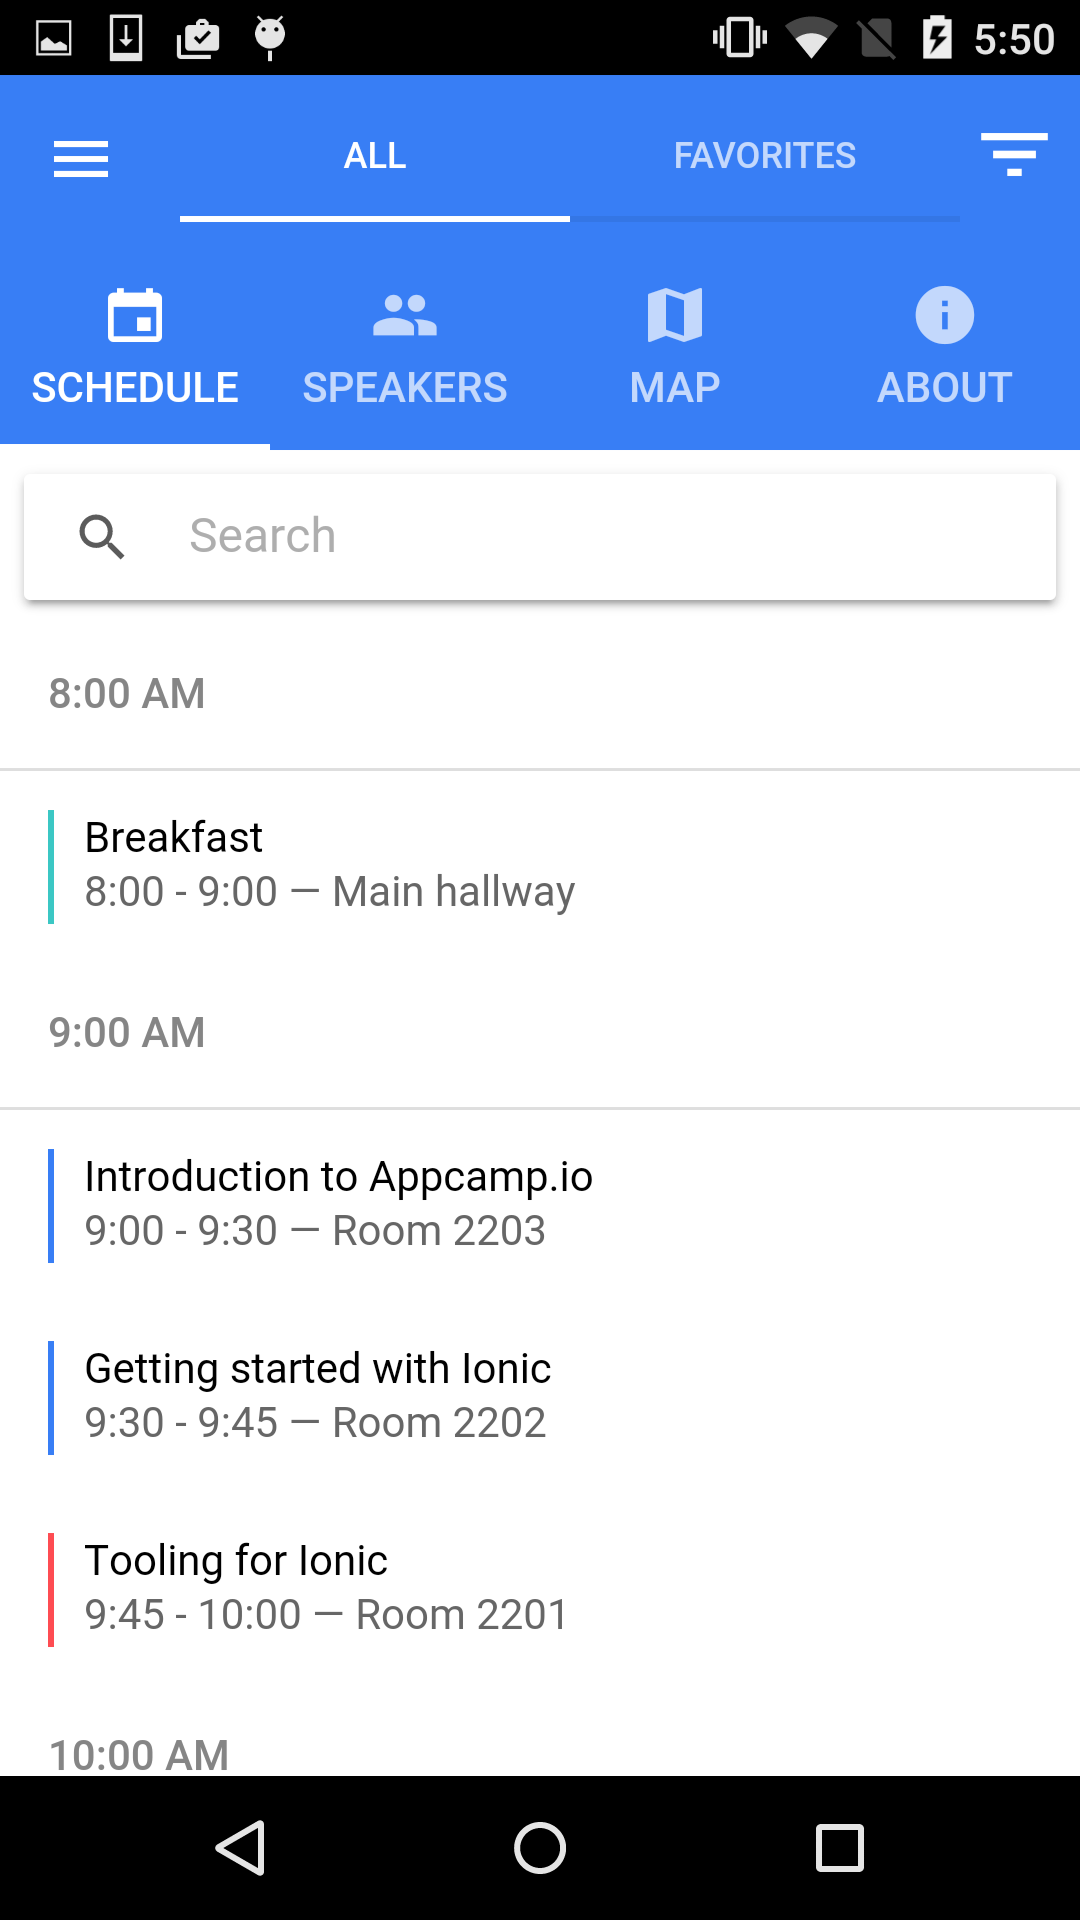 5:50
ALL
FAVORITES
SCHEDULE
SPEAKERS
MAP
ABOUT
Search
8:00 AM
Breakfast
8:00 - 9:00 — Main hallway
9:00 AM
Introduction to Appcamp.io
9:00 - 9:30 — Room 2203
Getting started with Ionic
9:30 - 9:45 — Room 2202
Tooling for Ionic
9:45 - 10:00 — Room 2201
10:00 AM